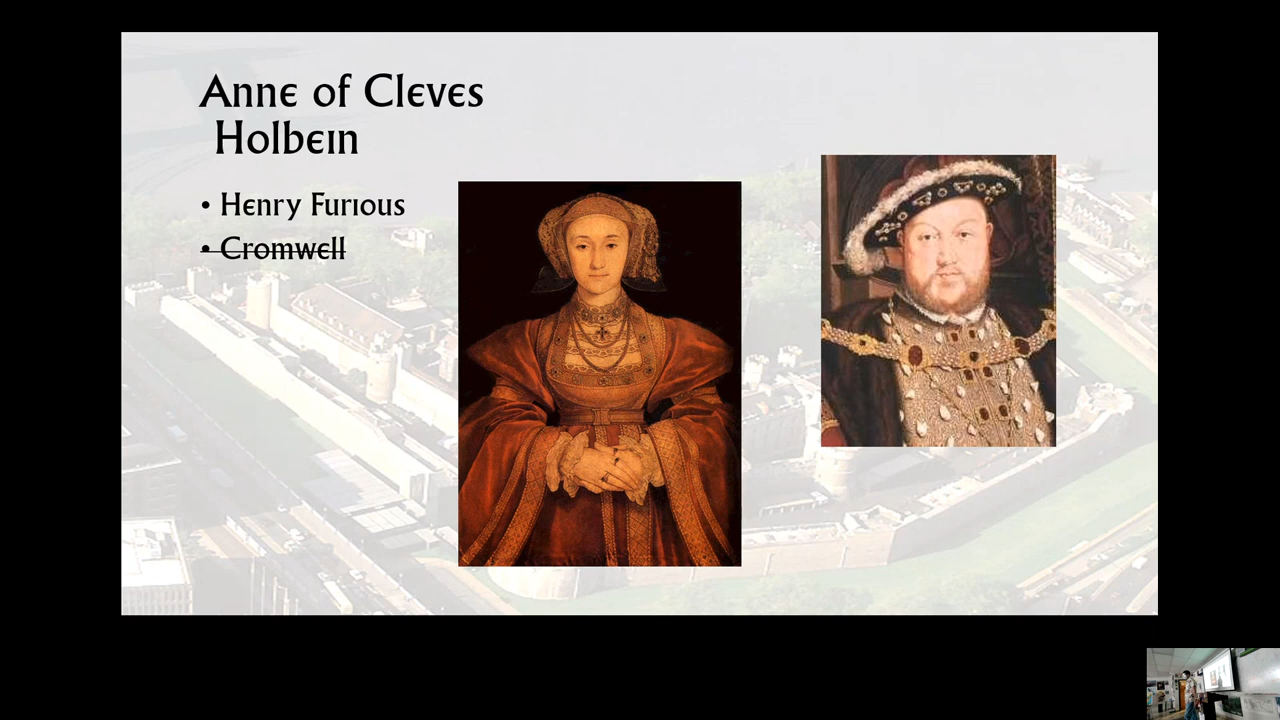 Anne of Cleves
Holbein
• Henry Furious
• Cromwell